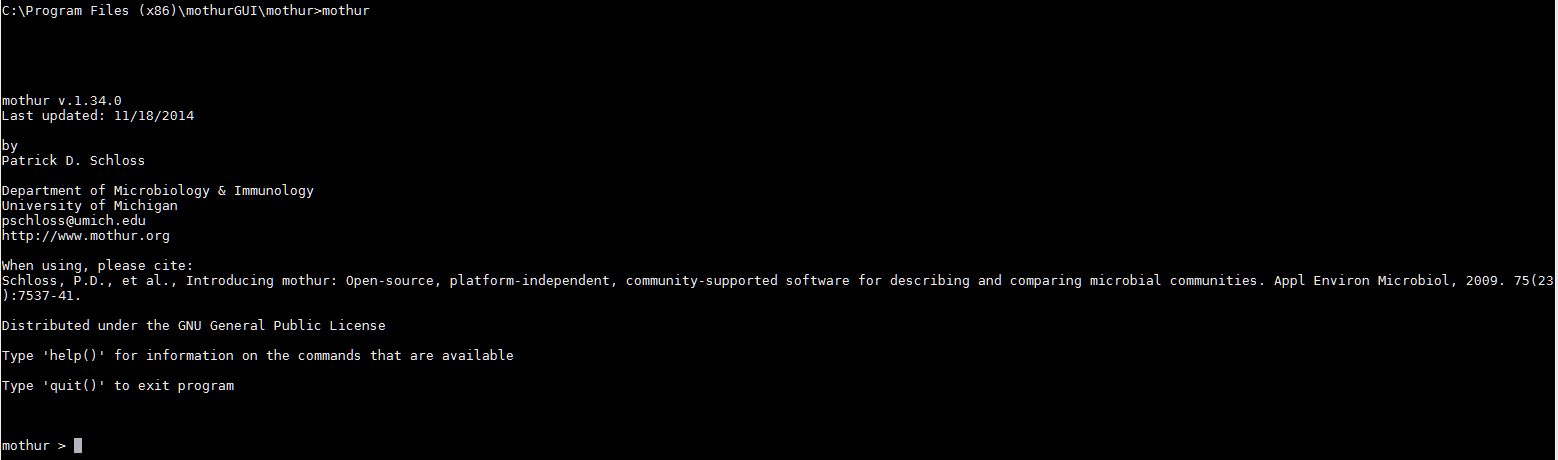 C:\Program Files (x86)\mothurGUI\mothur>mothur
mothur v.1.34.0
Last updated: 11/18/2014
by
Patrick D. Schloss
Department of Microbiology & Immunology
University of Michigan
pschloss@umich.edu
http://www.mothur.org
When using, please cite:
Schloss, P.D., et al., Introducing mothur: Open-source, platform-independent, community-supported software for describing and comparing microbial communities. Appl Environ Microbiol, 2009. 75(23
):7537-41.
Distributed under the GNU General Public License
Type 'help()' for information on the commands that are available
Type 'quit()' to exit program
mothur >